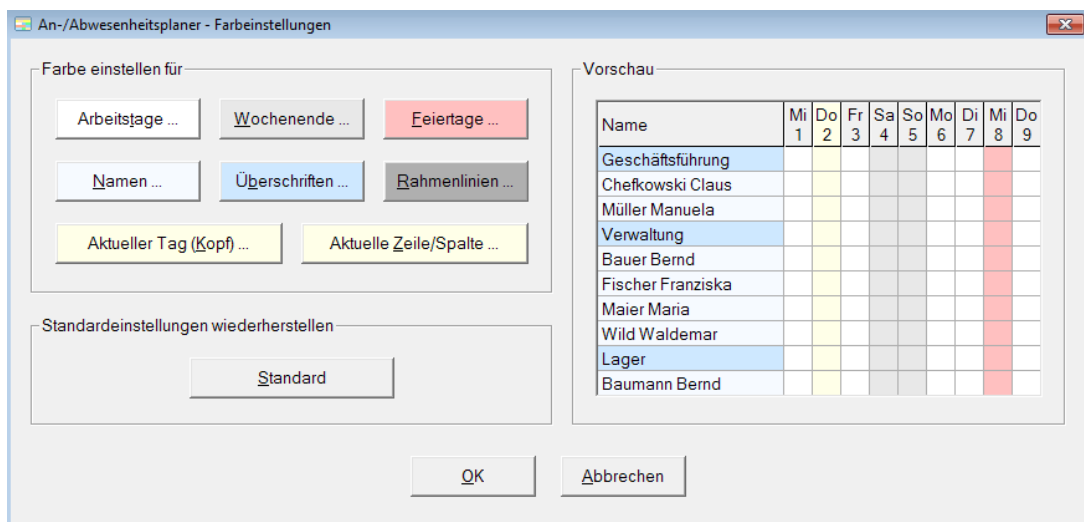 An-/Abwesenheitsplaner - Farbeinstellungen
Farbe einstellen für
Arbeitstage ...
Wochenende ...
Feiertage ...
Namen ...
Überschriften ...
Rahmenlinien ...
Aktueller Tag (Kopf) ...
Aktuelle Zeile/Spalte ...
Standardeinstellungen wiederherstellen
Standard
Vorschau
Name Mi Do Fr Sa So Mo Di Mi Do
1 2 3 4 5 6 7 8 9
Geschäftsführung
Chefkowski Claus
Müller Manuela
Verwaltung
Bauer Bernd
Fischer Franziska
Maier Maria
Wild Waldemar
Lager
Baumann Bernd
OK
Abbrechen